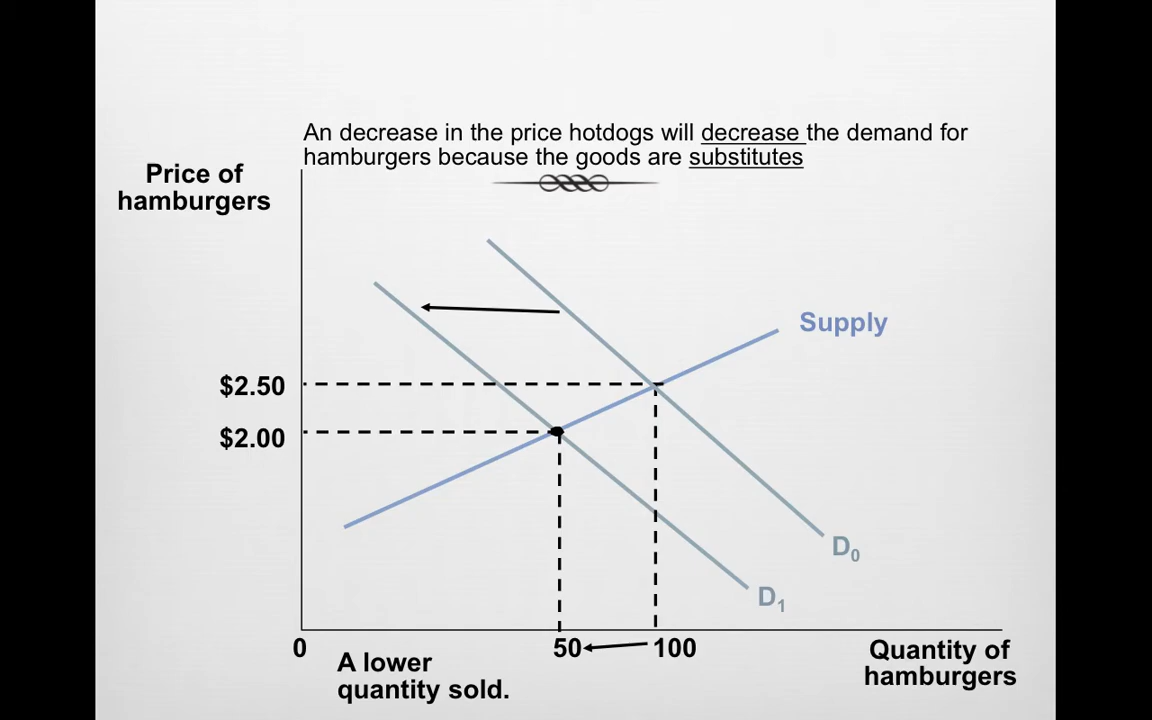 An decrease in the price hotdogs will decrease the demand for
hamburgers because the goods are substitutes
Price of
hamburgers
Supply
$2.50
$2.00
D₀
D₁
0
50
100
A lower
quantity sold.
Quantity of
hamburgers